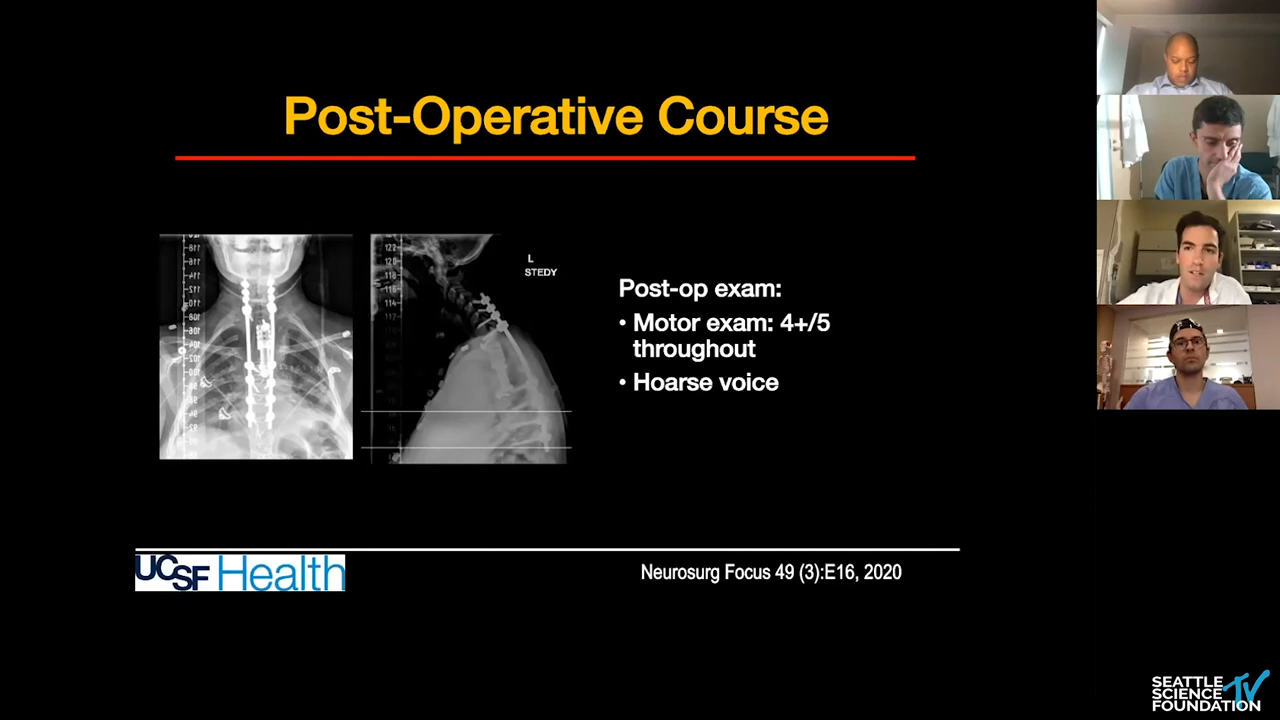 Post-Operative Course
L
STEDY
Post-op exam:
• Motor exam: 4+/5
throughout
• Hoarse voice
UCSF Health
Neurosurg Focus 49 (3):E16, 2020
SEATTLE
SCIENCE TV
FOUNDATION